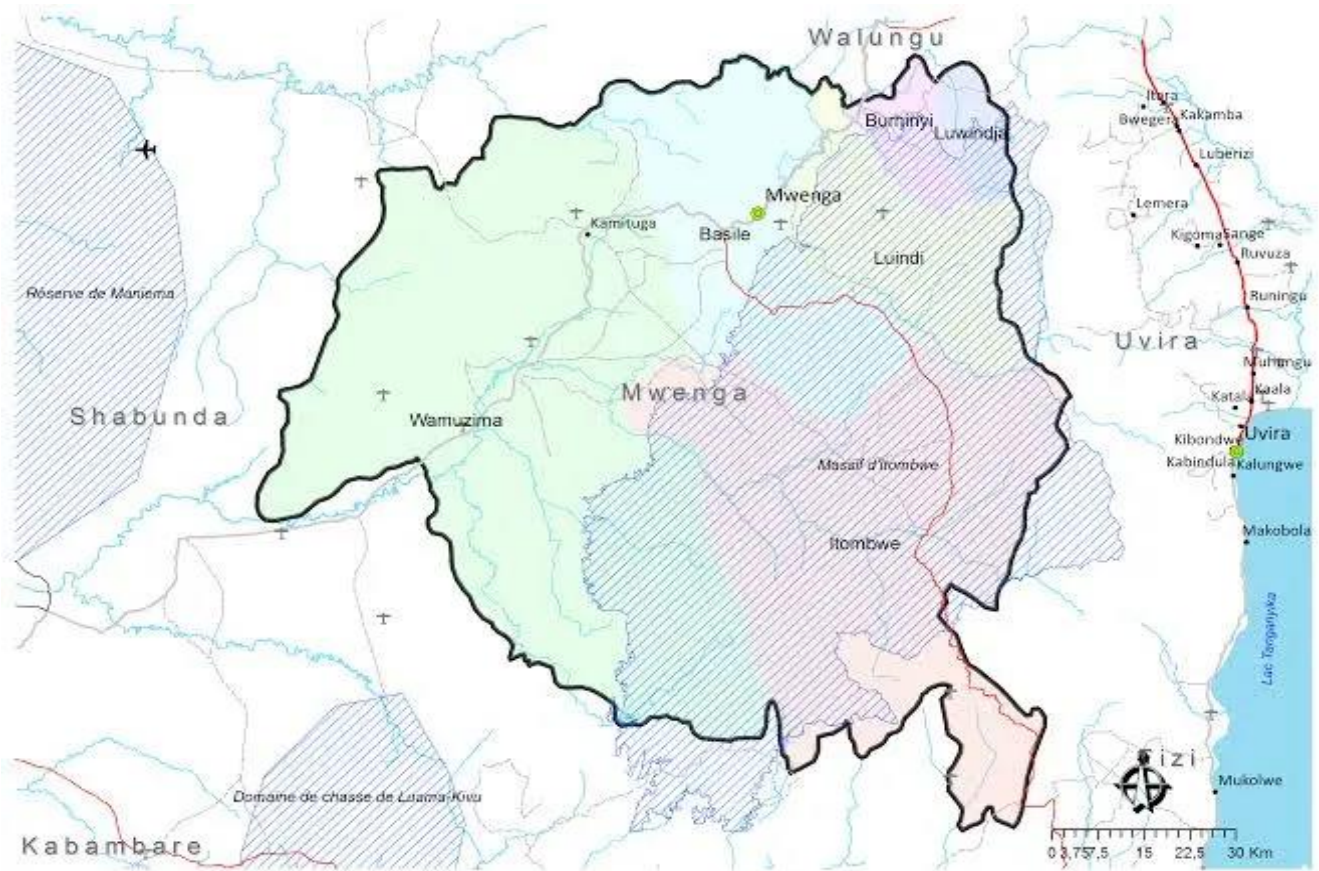 Walungu
Itara
Bwegera
Kakamba
Burhinyi
Luwindja
Luberizi
Mwenga
Lemera
Kamituga
Basile
Kigoma
Sange
Luindi
Ruvuza
Réserve de Maniema
Runingu
Uvira
Muhungu
Mwenga
Katala
Kaala
Shabunda
Wamuzima
Kibondwe
Uvira
Massif d'Itombwe
Kabindula
Kalungwe
Makobola
Itombwe
Lac Tanganyika
Fizi
Mukolwe
Domaine de chasse de Luama-Kivu
Kabambare
0 3,75 7,5 15 22,5 30 Km